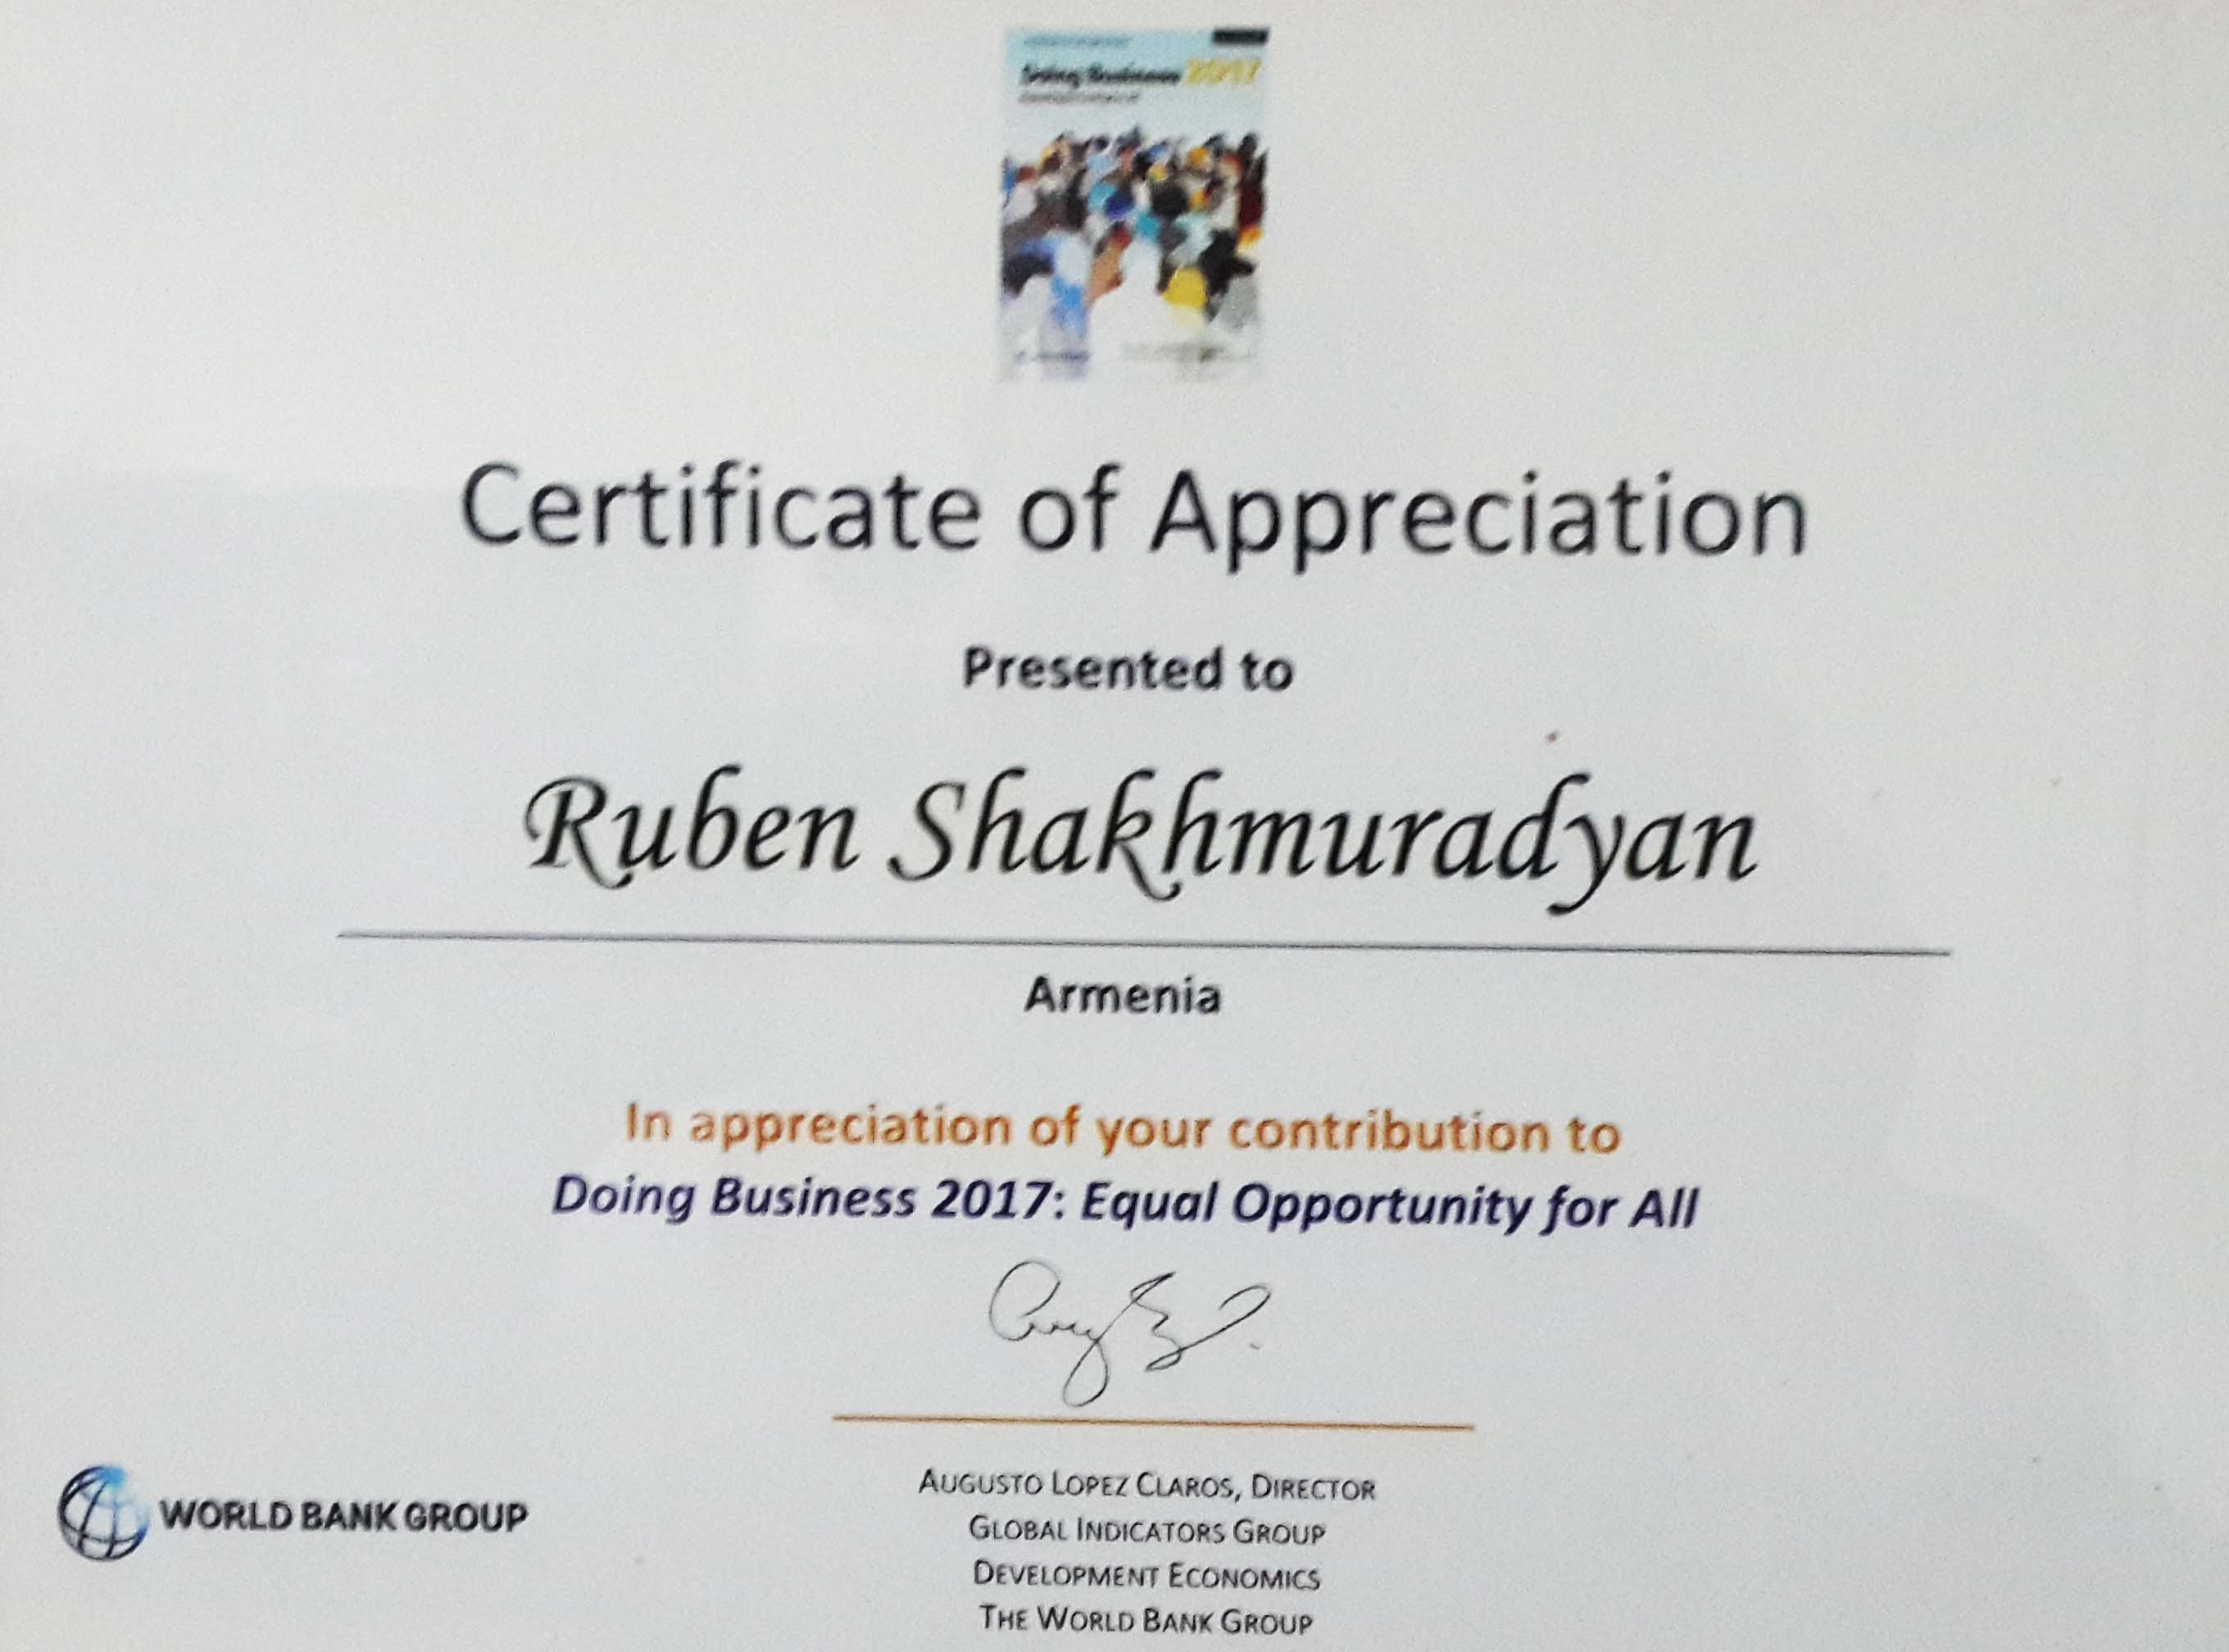 Doing Business 2017
Certificate of Appreciation
Presented to
Ruben Shakhmuradyan
Armenia
In appreciation of your contribution to
Doing Business 2017: Equal Opportunity for All
AUGUSTO LOPEZ CLAROS, DIRECTOR
GLOBAL INDICATORS GROUP
DEVELOPMENT ECONOMICS
THE WORLD BANK GROUP
WORLD BANK GROUP